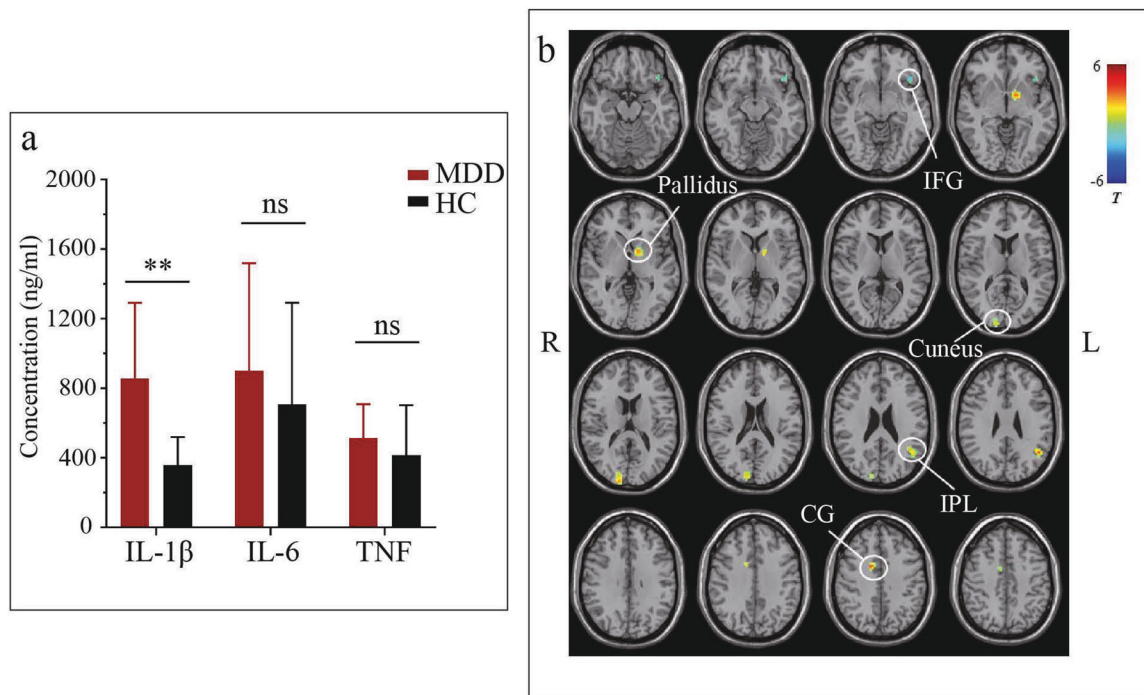 a
MDD
HC
Concentration (ng/ml)
2000
1600
1200
800
400
0
**
ns
ns
IL-1β
IL-6
TNF
b
6
-6
T
IFG
Pallidus
Cuneus
R
L
IPL
CG